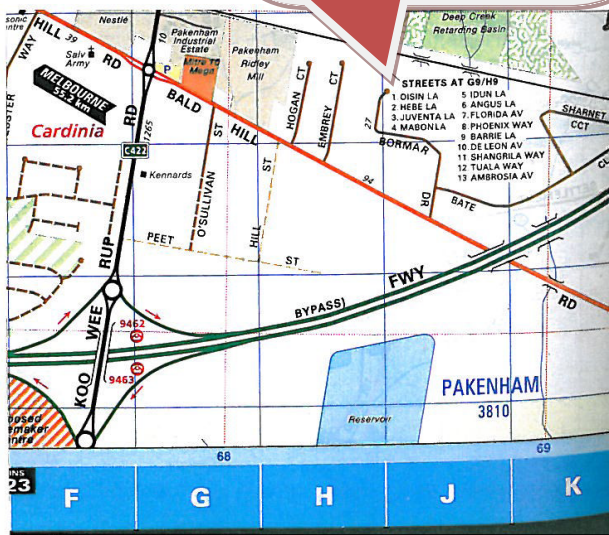 Nestlé
Deep Creek
Retarding Basin
WAY
HILL
39
Salv
Army
10
Pakenham
Industrial
Estate
Mitre 10
Mega
P
Pakenham
Ridley
Mill
MELBOURNE
55.2 km
Cardinia
RD
1265
C422
BALD
HILL
HOGAN CT
EMBREY CT
STREETS AT G9/H9
1 OISIN LA
2 HEBE LA
3 JUVENTA LA
4 MABON LA
5 IDUN LA
6 ANGUS LA
7 FLORIDA AV
8 PHOENIX WAY
9 BARRIE LA
10 DE LEON AV
11 SHANGRILA WAY
12 TUALA WAY
13 AMBROSIA AV
SHARNET
CCT
27
BORMAR
DR
94
BATE
Kennards
O'SULLIVAN ST
HILL ST
PEET ST
RUP
WEE
KOO
BYPASS)
FWY
RD
9462
9463
PAKENHAM
3810
Reservoir
68
69
23
F
G
H
J
K